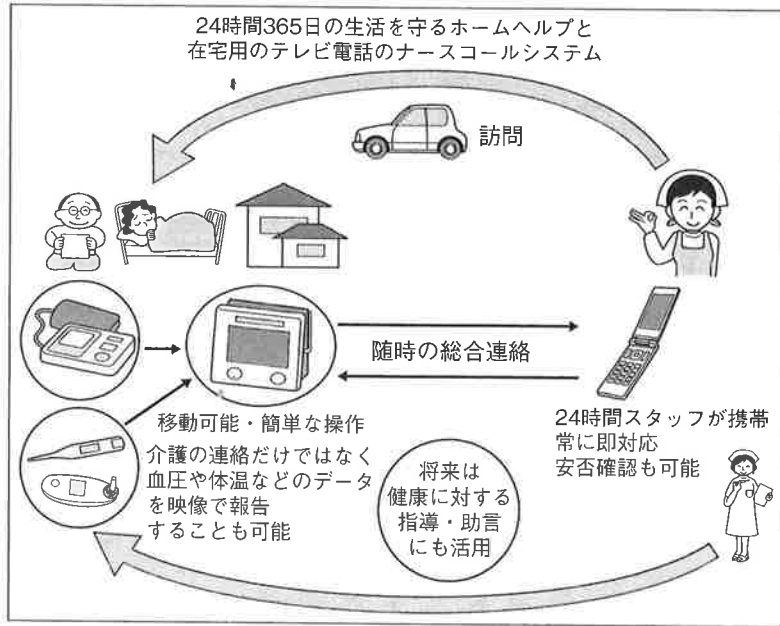 24時間365日の生活を守るホームヘルプと
在宅用のテレビ電話のナースコールシステム
訪問
随時の総合連絡
移動可能・簡単な操作
介護の連絡だけではなく
血圧や体温などのデータ
を映像で報告
することも可能
24時間スタッフが携帯
常に即対応
安否確認も可能
将来は
健康に対する
指導・助言
にも活用